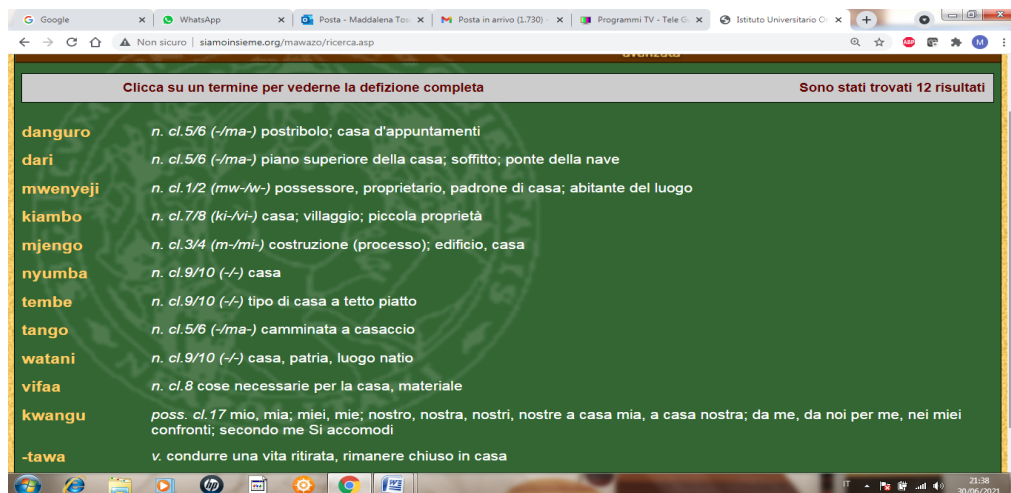 Google
WhatsApp
Posta - Maddalena Tos
Posta in arrivo (1.730) -
Programmi TV - Tele G
Istituto Universitario O
Non sicuro | siamoinsieme.org/mawazo/ricerca.asp
ABP
M
avanzata
Clicca su un termine per vederne la defizione completa Sono stati trovati 12 risultati
danguro n. cl.5/6 (-/ma-) postribolo; casa d'appuntamenti
dari n. cl.5/6 (-/ma-) piano superiore della casa; soffitto; ponte della nave
mwenyeji n. cl.1/2 (mw-/w-) possessore, proprietario, padrone di casa; abitante del luogo
kiambo n. cl.7/8 (ki-/vi-) casa; villaggio; piccola proprietà
mjengo n. cl.3/4 (m-/mi-) costruzione (processo); edificio, casa
nyumba n. cl.9/10 (-/-) casa
tembe n. cl.9/10 (-/-) tipo di casa a tetto piatto
tango n. cl.5/6 (-/ma-) camminata a casaccio
watani n. cl.9/10 (-/-) casa, patria, luogo natio
vifaa n. cl.8 cose necessarie per la casa, materiale
kwangu poss. cl.17 mio, mia; miei, mie; nostro, nostra, nostri, nostre a casa mia, a casa nostra; da me, da noi per me, nei miei
confronti; secondo me Si accomodi
-tawa v. condurre una vita ritirata, rimanere chiuso in casa
IT
21:38
30/06/2021